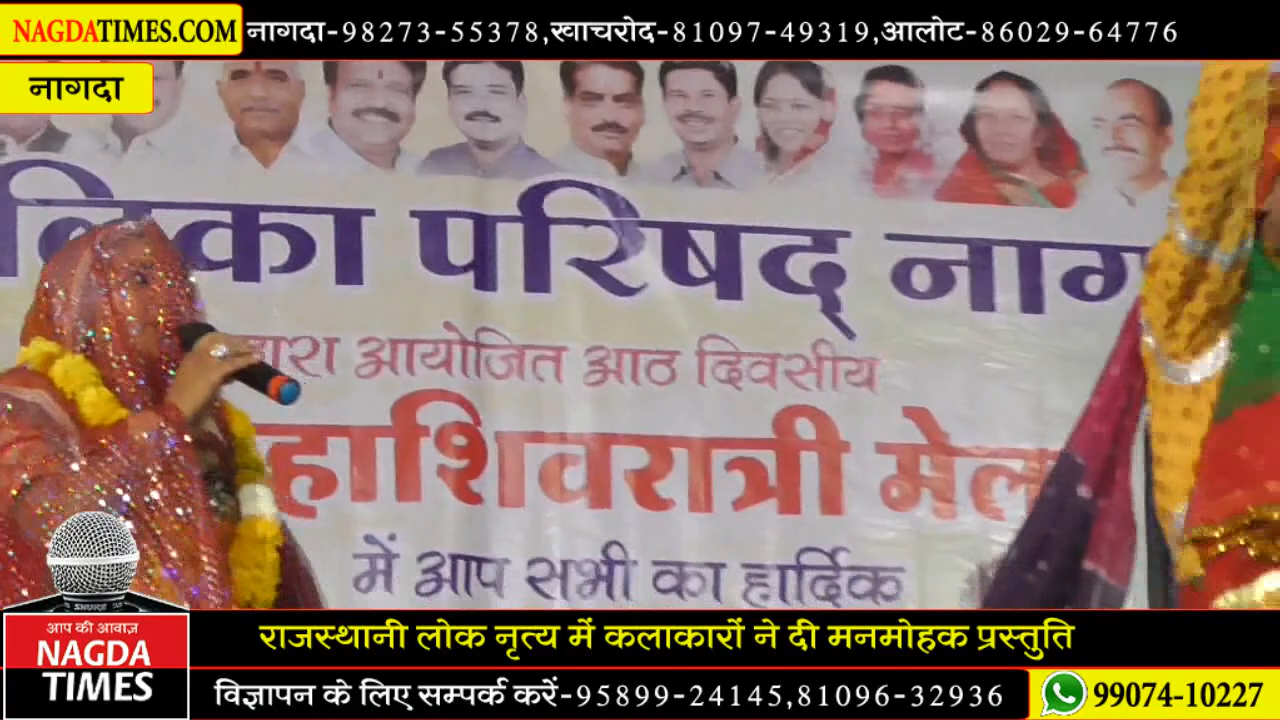 NAGDATIMES.COM
नागदा-98273-55378,खाचरोद-81097-49319,आलोट-86029-64776
नागदा
लिका परिषद् नाग
द्वारा आयोजित आठ दिवसीय
हाशिवरात्री मेल
में आप सभी का हार्दिक
SHURE
आप की आवाज़
NAGDA
TIMES
राजस्थानी लोक नृत्य में कलाकारों ने दी मनमोहक प्रस्तुति
विज्ञापन के लिए सम्पर्क करें-95899-24145,81096-32936
99074-10227